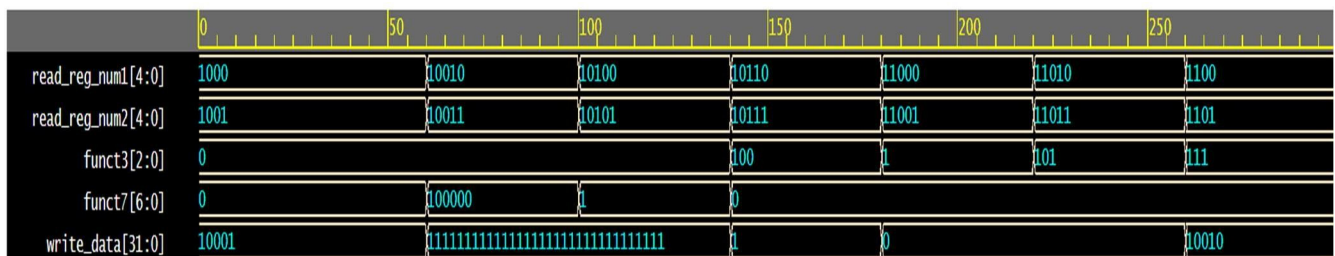 0 50 100 150 200 250
read_reg_num1[4:0] 1000 10010 10100 10110 11000 11010 1100
read_reg_num2[4:0] 1001 10011 10101 10111 11001 11011 1101
funct3[2:0] 0 100 1 101 111
funct7[6:0] 0 100000 1 0
write_data[31:0] 10001 11111111111111111111111111111111 1 0 10010